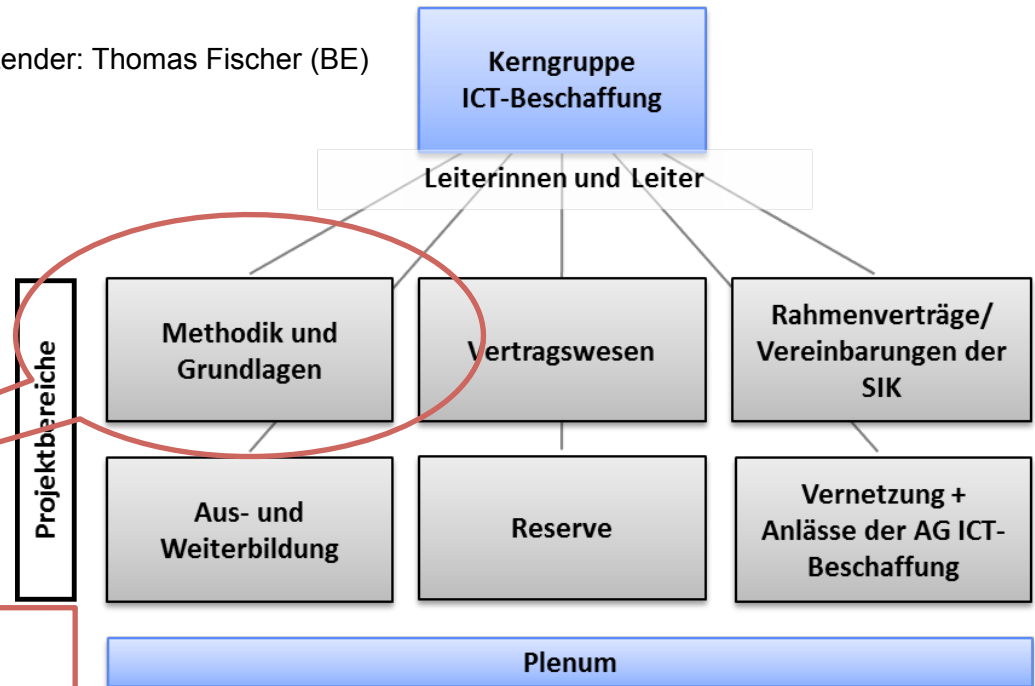 ender: Thomas Fischer (BE)
Kerngruppe
ICT-Beschaffung
Leiterinnen und Leiter
Projektbereiche
Methodik und
Grundlagen
Vertragswesen
Rahmenverträge/
Vereinbarungen der
SIK
Aus- und
Weiterbildung
Reserve
Vernetzung +
Anlässe der AG ICT-
Beschaffung
Plenum